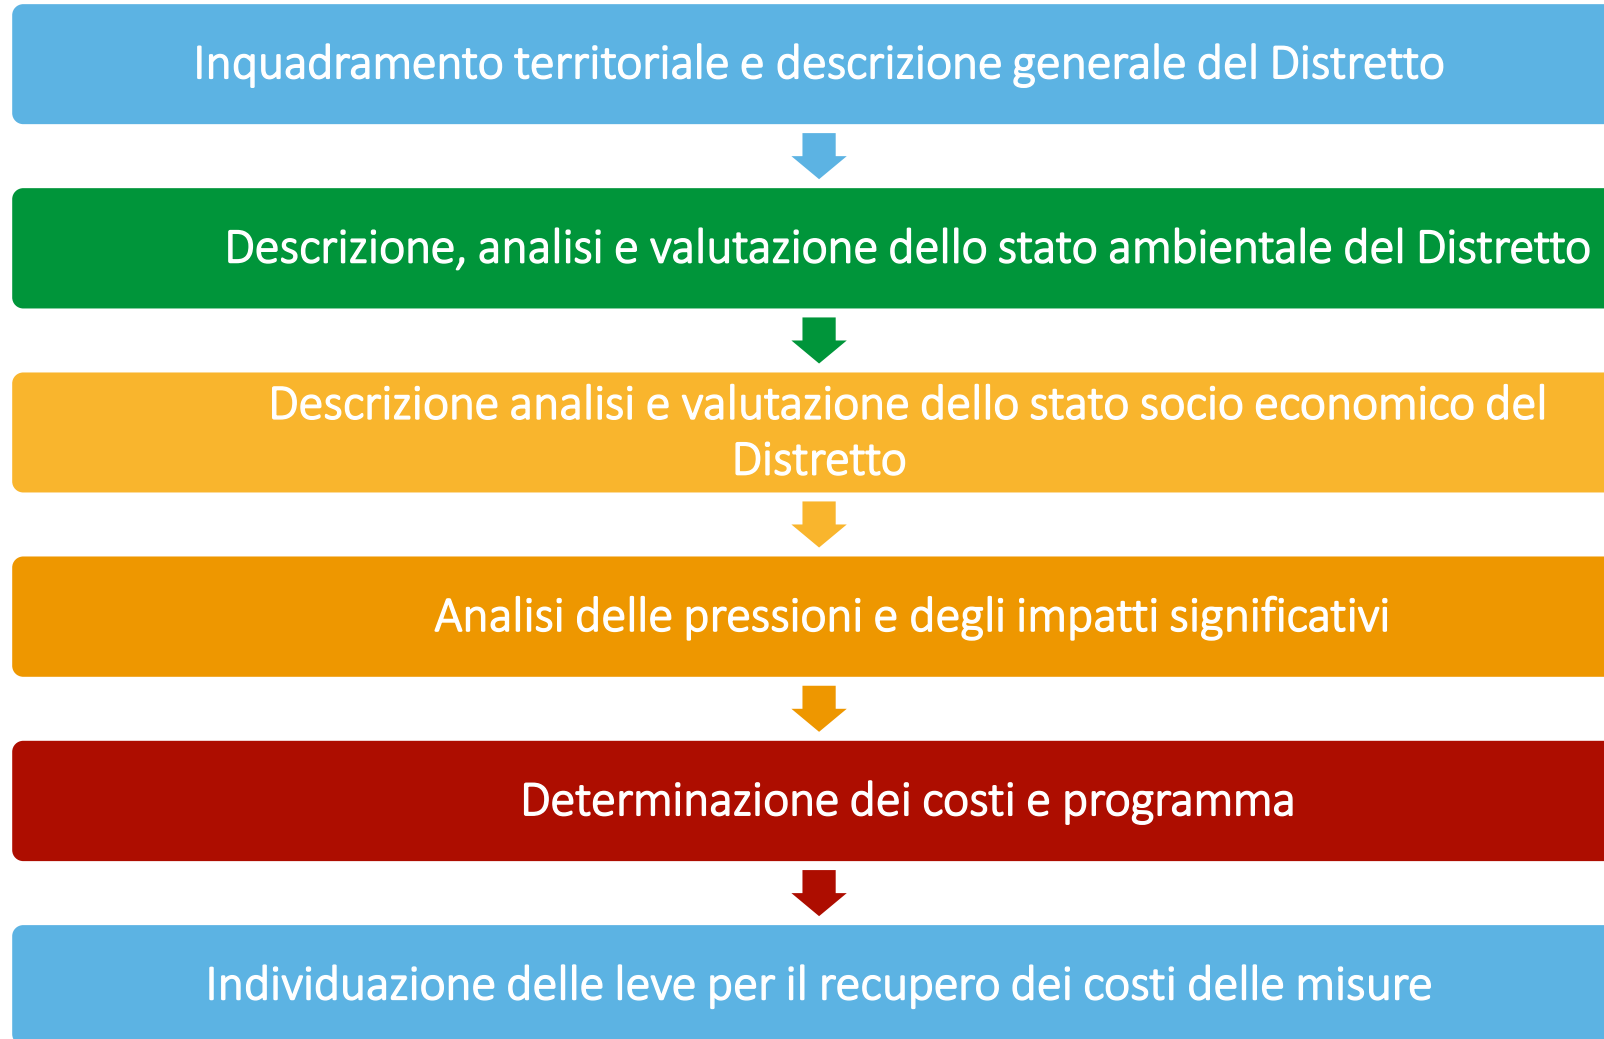 Inquadramento territoriale e descrizione generale del Distretto
Descrizione, analisi e valutazione dello stato ambientale del Distretto
Descrizione analisi e valutazione dello stato socio economico del
Distretto
Analisi delle pressioni e degli impatti significativi
Determinazione dei costi e programma
Individuazione delle leve per il recupero dei costi delle misure